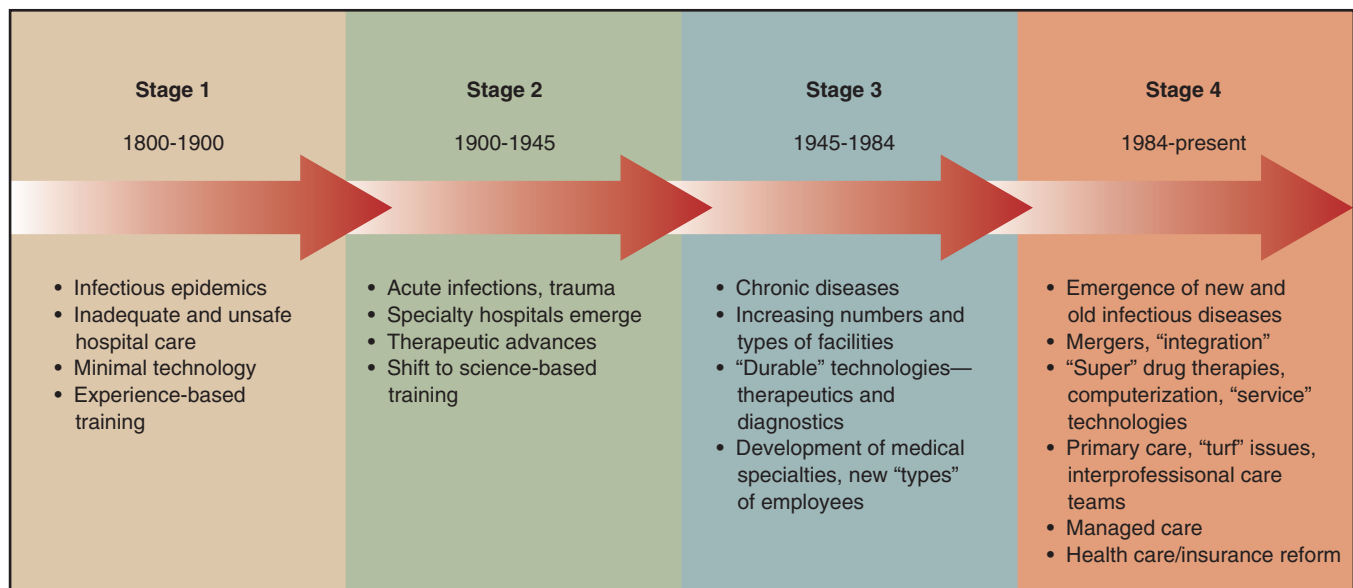 Stage 1
1800-1900
• Infectious epidemics
• Inadequate and unsafe
hospital care
• Minimal technology
• Experience-based
training
Stage 2
1900-1945
• Acute infections, trauma
• Specialty hospitals emerge
• Therapeutic advances
• Shift to science-based
training
Stage 3
1945-1984
• Chronic diseases
• Increasing numbers and
types of facilities
• “Durable” technologies—
therapeutics and
diagnostics
• Development of medical
specialties, new “types”
of employees
Stage 4
1984-present
• Emergence of new and
old infectious diseases
• Mergers, “integration”
• “Super” drug therapies,
computerization, “service”
technologies
• Primary care, “turf” issues,
interprofessisonal care
teams
• Managed care
• Health care/insurance reform